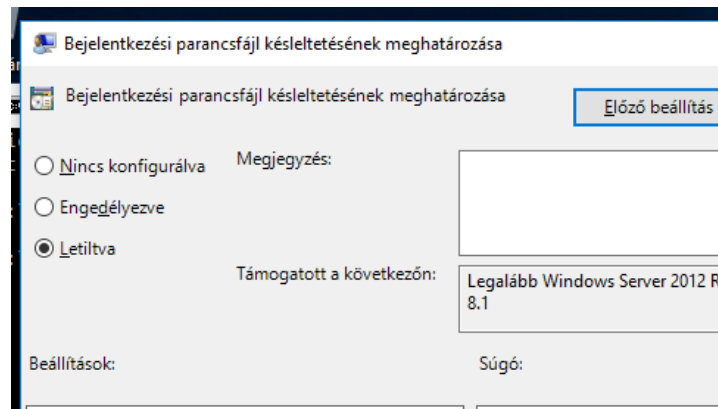 Bejelentkezési parancsfájl késleltetésének meghatározása
Bejelentkezési parancsfájl késleltetésének meghatározása
Előző beállítás
Nincs konfigurálva
Megjegyzés:
Engedélyezve
Letiltva
Támogatott a következőn:
Legalább Windows Server 2012 R
8.1
Beállítások:
Súgó: